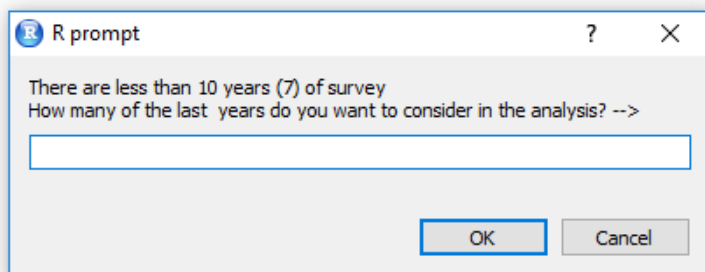 R prompt
?
There are less than 10 years (7) of survey
How many of the last years do you want to consider in the analysis? -->
OK
Cancel